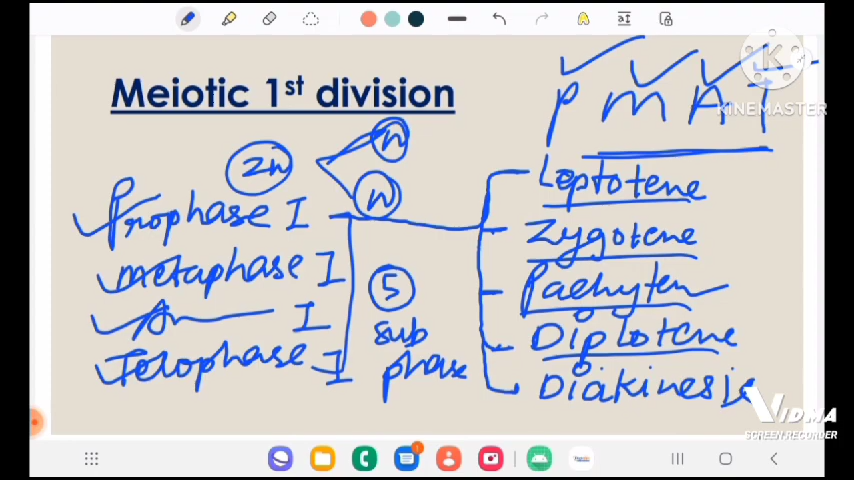 Meiotic 1st division
P M A T
KINEMASTER
2n
n
n
Prophase I
Metaphase I
An I
Telophase I
5
sub
phase
Leptotene
Zygotene
Pachyten
Diplotene
Diakinesis
VIDMA
SCREEN RECORDER